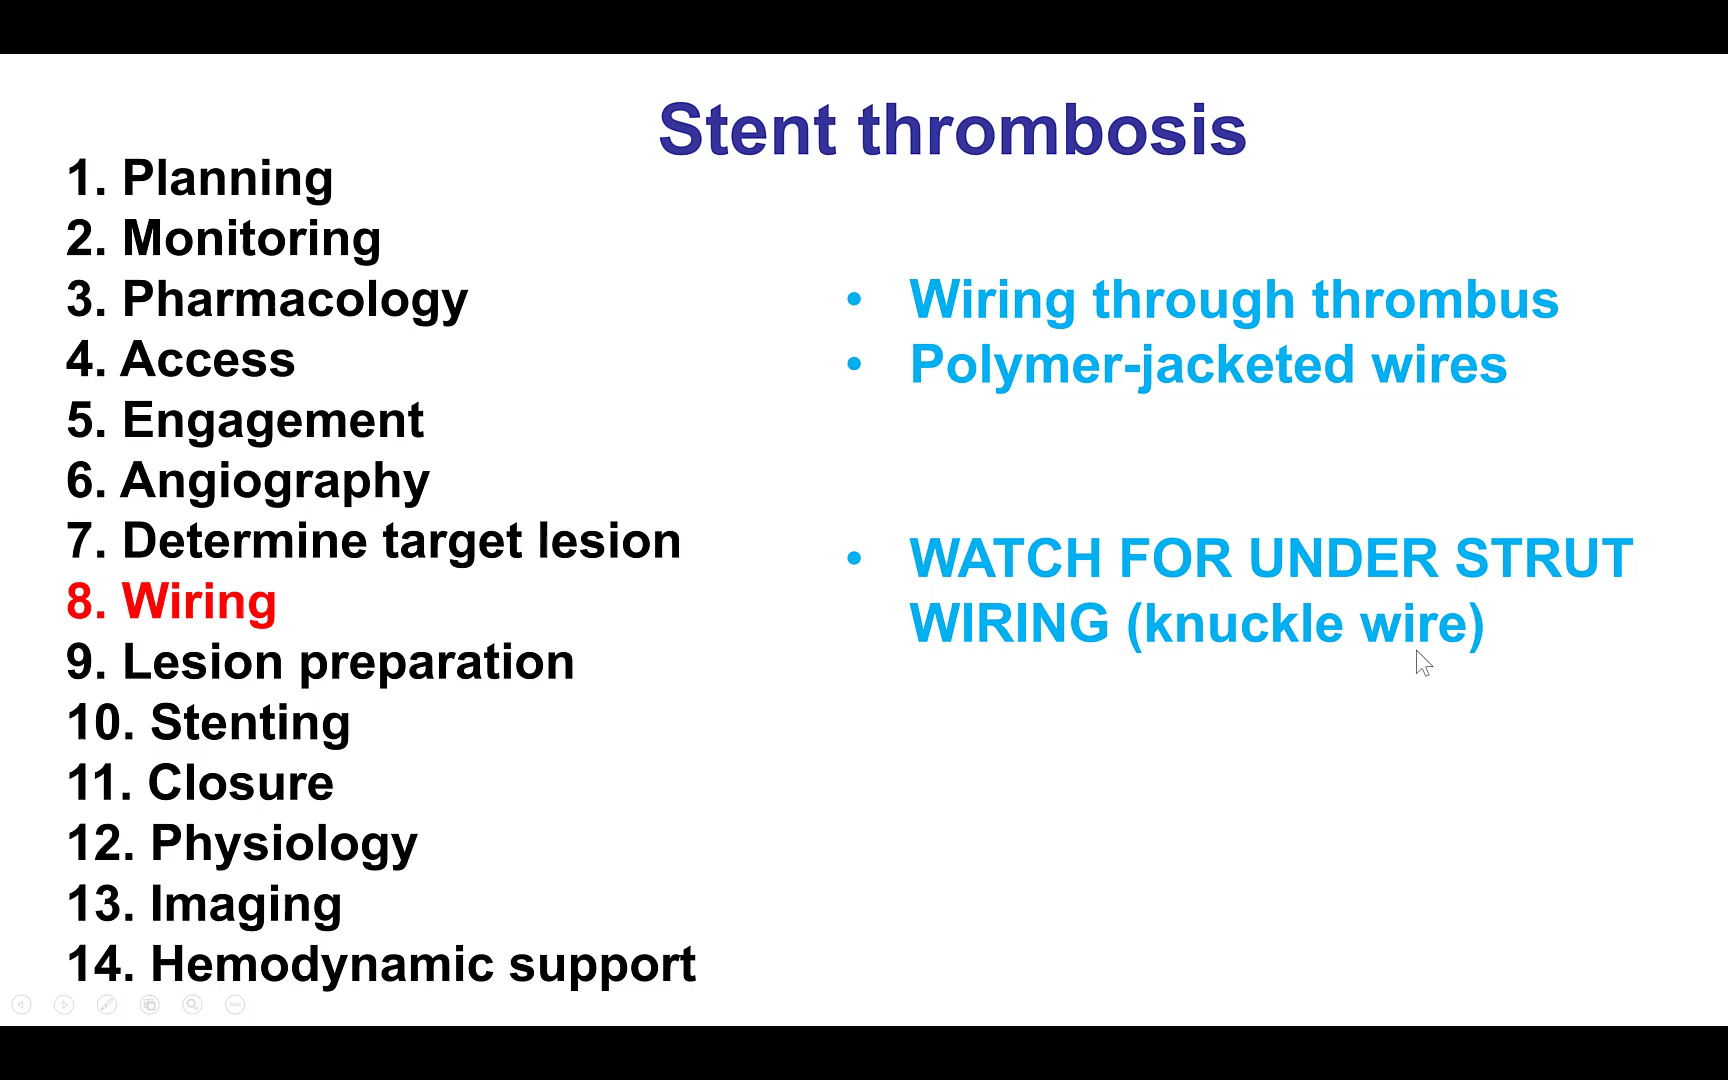 Stent thrombosis
1. Planning
2. Monitoring
3. Pharmacology
4. Access
5. Engagement
6. Angiography
7. Determine target lesion
8. Wiring
9. Lesion preparation
10. Stenting
11. Closure
12. Physiology
13. Imaging
14. Hemodynamic support
• Wiring through thrombus
• Polymer-jacketed wires
• WATCH FOR UNDER STRUT
WIRING (knuckle wire)